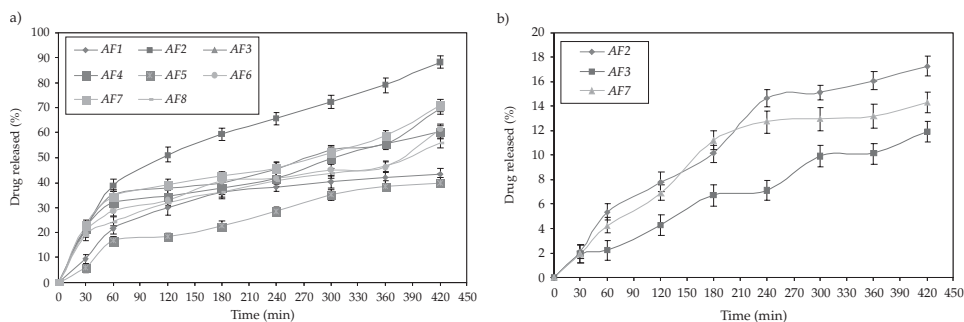 a)
100
90
80
70
60
50
40
30
20
10
0
Drug released (%)
AF1 AF2 AF3
AF4 AF5 AF6
AF7 AF8
0 30 60 90 120 150 180 210 240 270 300 330 360 390 420 450
Time (min)
b)
20
18
16
14
12
10
8
6
4
2
0
Drug released (%)
AF2
AF3
AF7
0 30 60 90 120 150 180 210 240 270 300 330 360 390 420 450
Time (min)